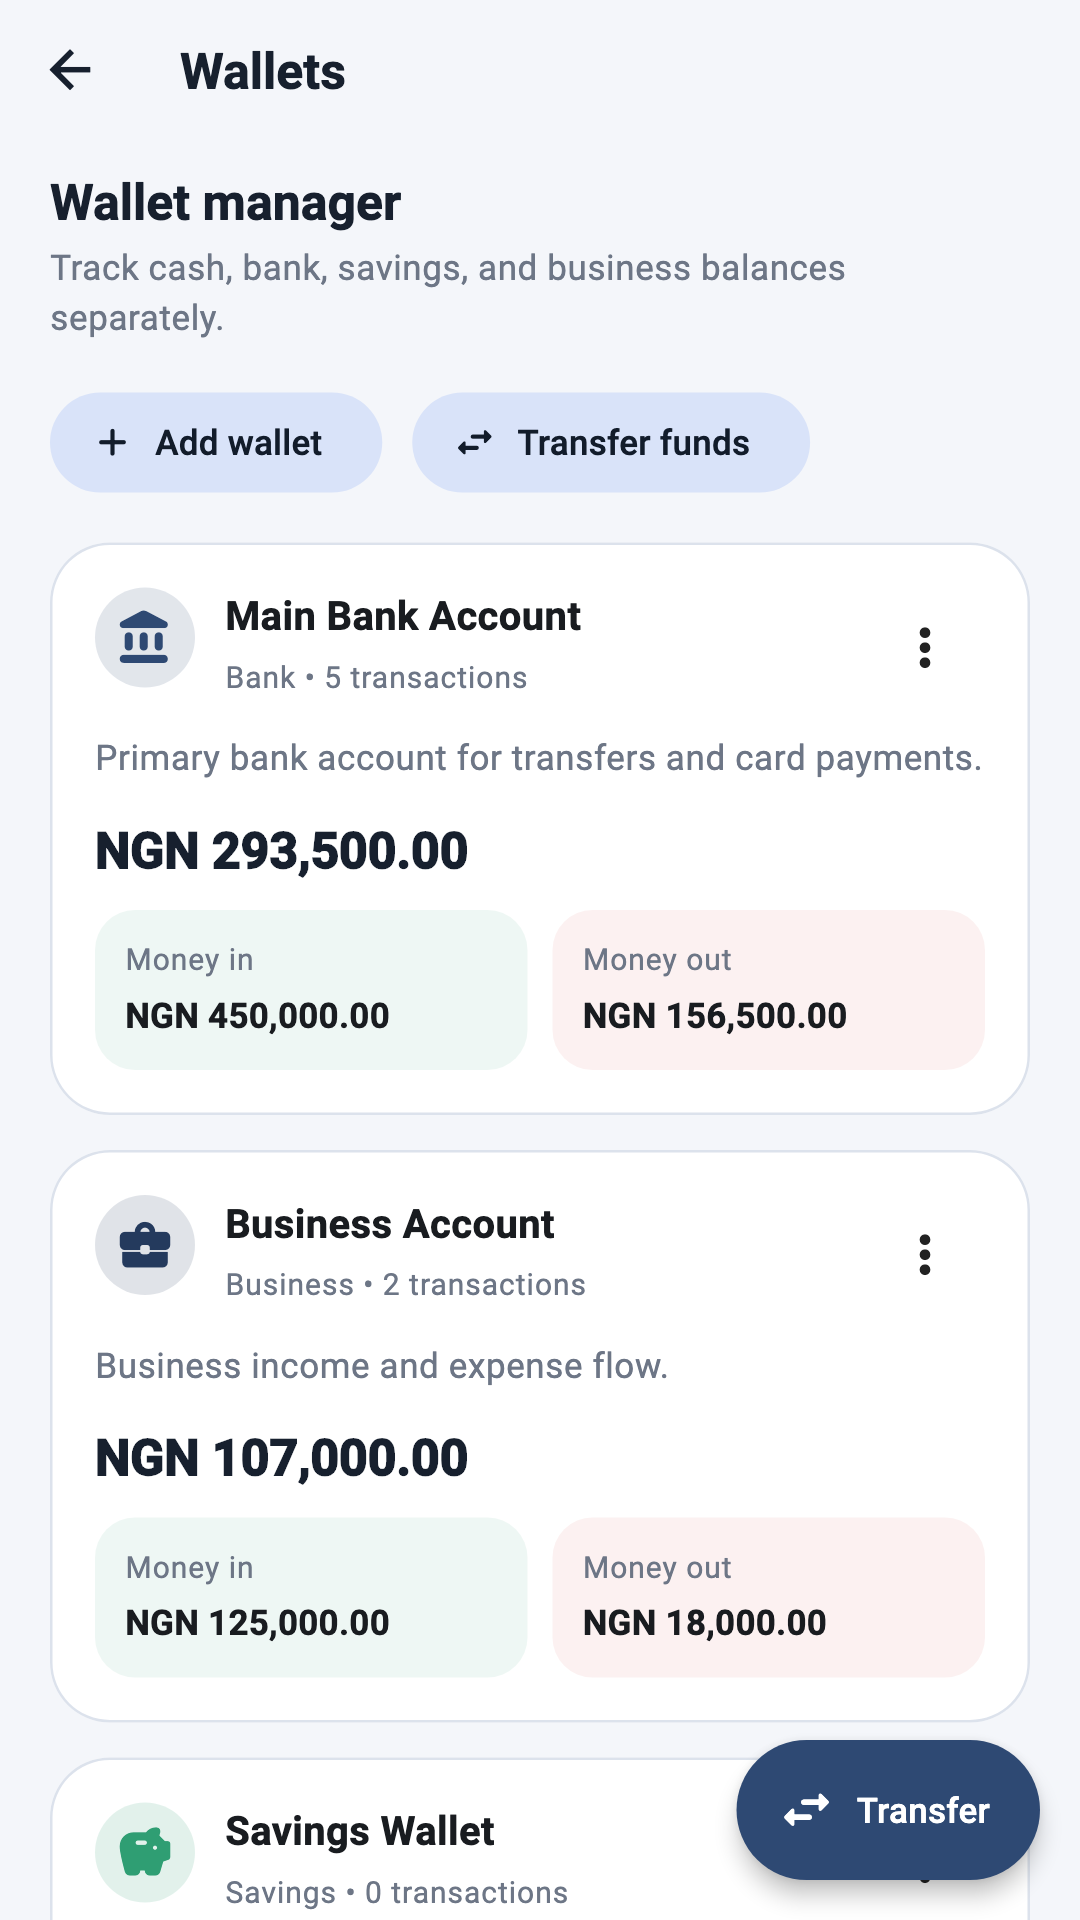 Wallets
Wallet manager
Track cash, bank, savings, and business balances
separately.
Add wallet
Transfer funds
Main Bank Account
Bank • 5 transactions
Primary bank account for transfers and card payments.
NGN 293,500.00
Money in
NGN 450,000.00
Money out
NGN 156,500.00
Business Account
Business • 2 transactions
Business income and expense flow.
NGN 107,000.00
Money in
NGN 125,000.00
Money out
NGN 18,000.00
Savings Wallet
Savings • 0 transactions
Transfer